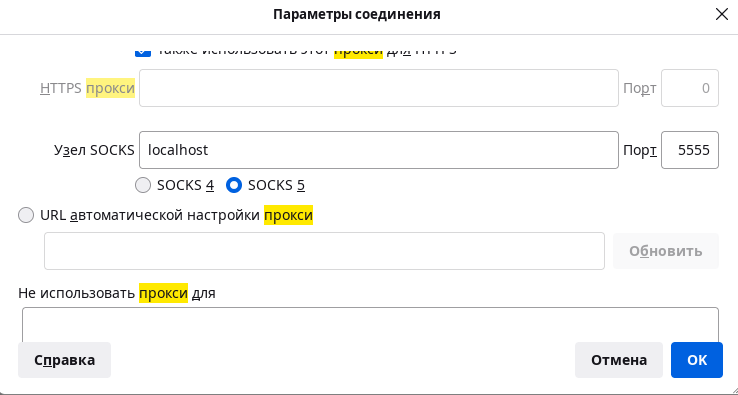 Параметры соединения
Также использовать этот прокси для HTTPS
HTTPS прокси Порт 0
Узел SOCKS localhost Порт 5555
SOCKS 4 SOCKS 5
URL автоматической настройки прокси
Обновить
Не использовать прокси для
Справка Отмена OK